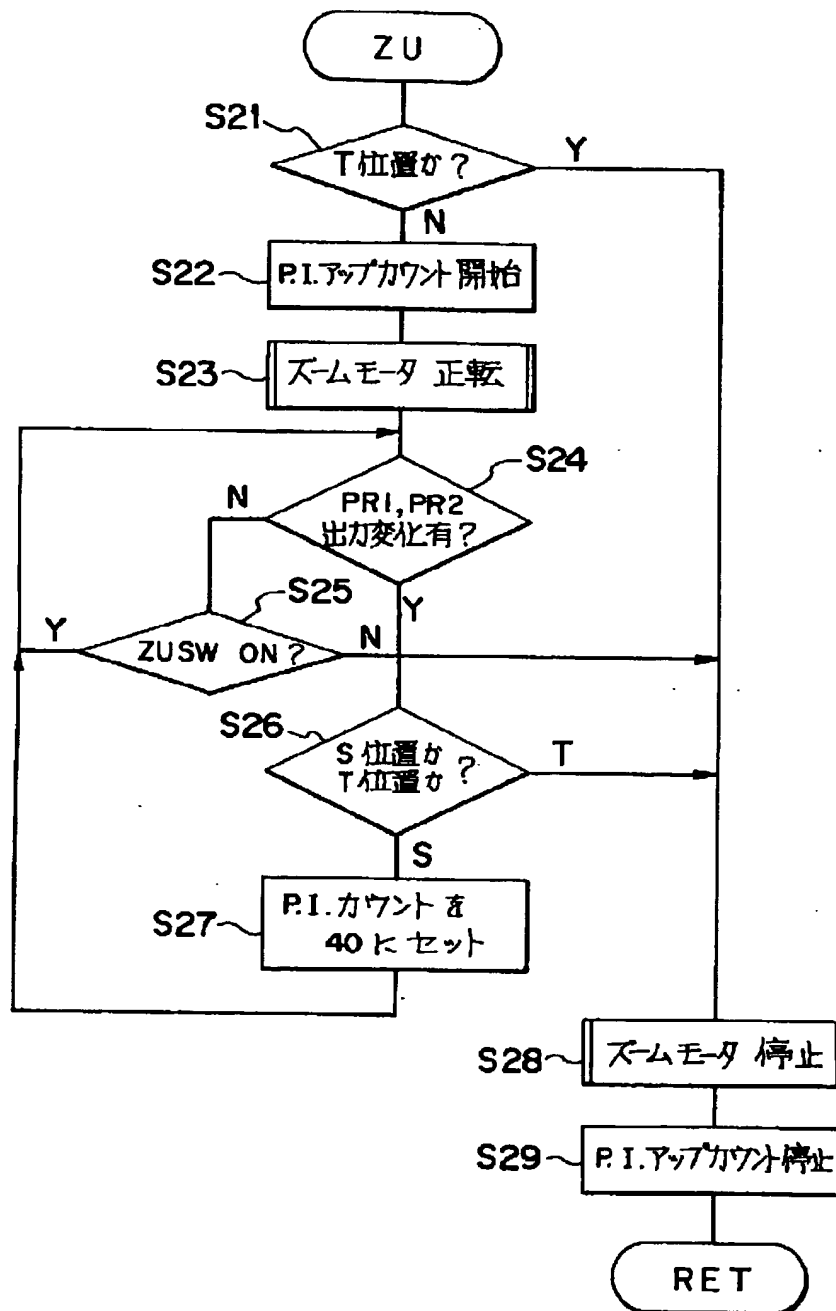 ZU
S21
T位置か?
Y
N
S22
P.I.アップカウント開始
S23
ズームモータ 正転
S24
N
PR1,PR2
出力変化有?
S25
Y
Y
ZUSW ON?
N
S26
S位置か
T位置か?
T
S
S27
P.I.カウントを
40にセット
S28
ズームモータ 停止
S29
P.I.アップカウント停止
RET